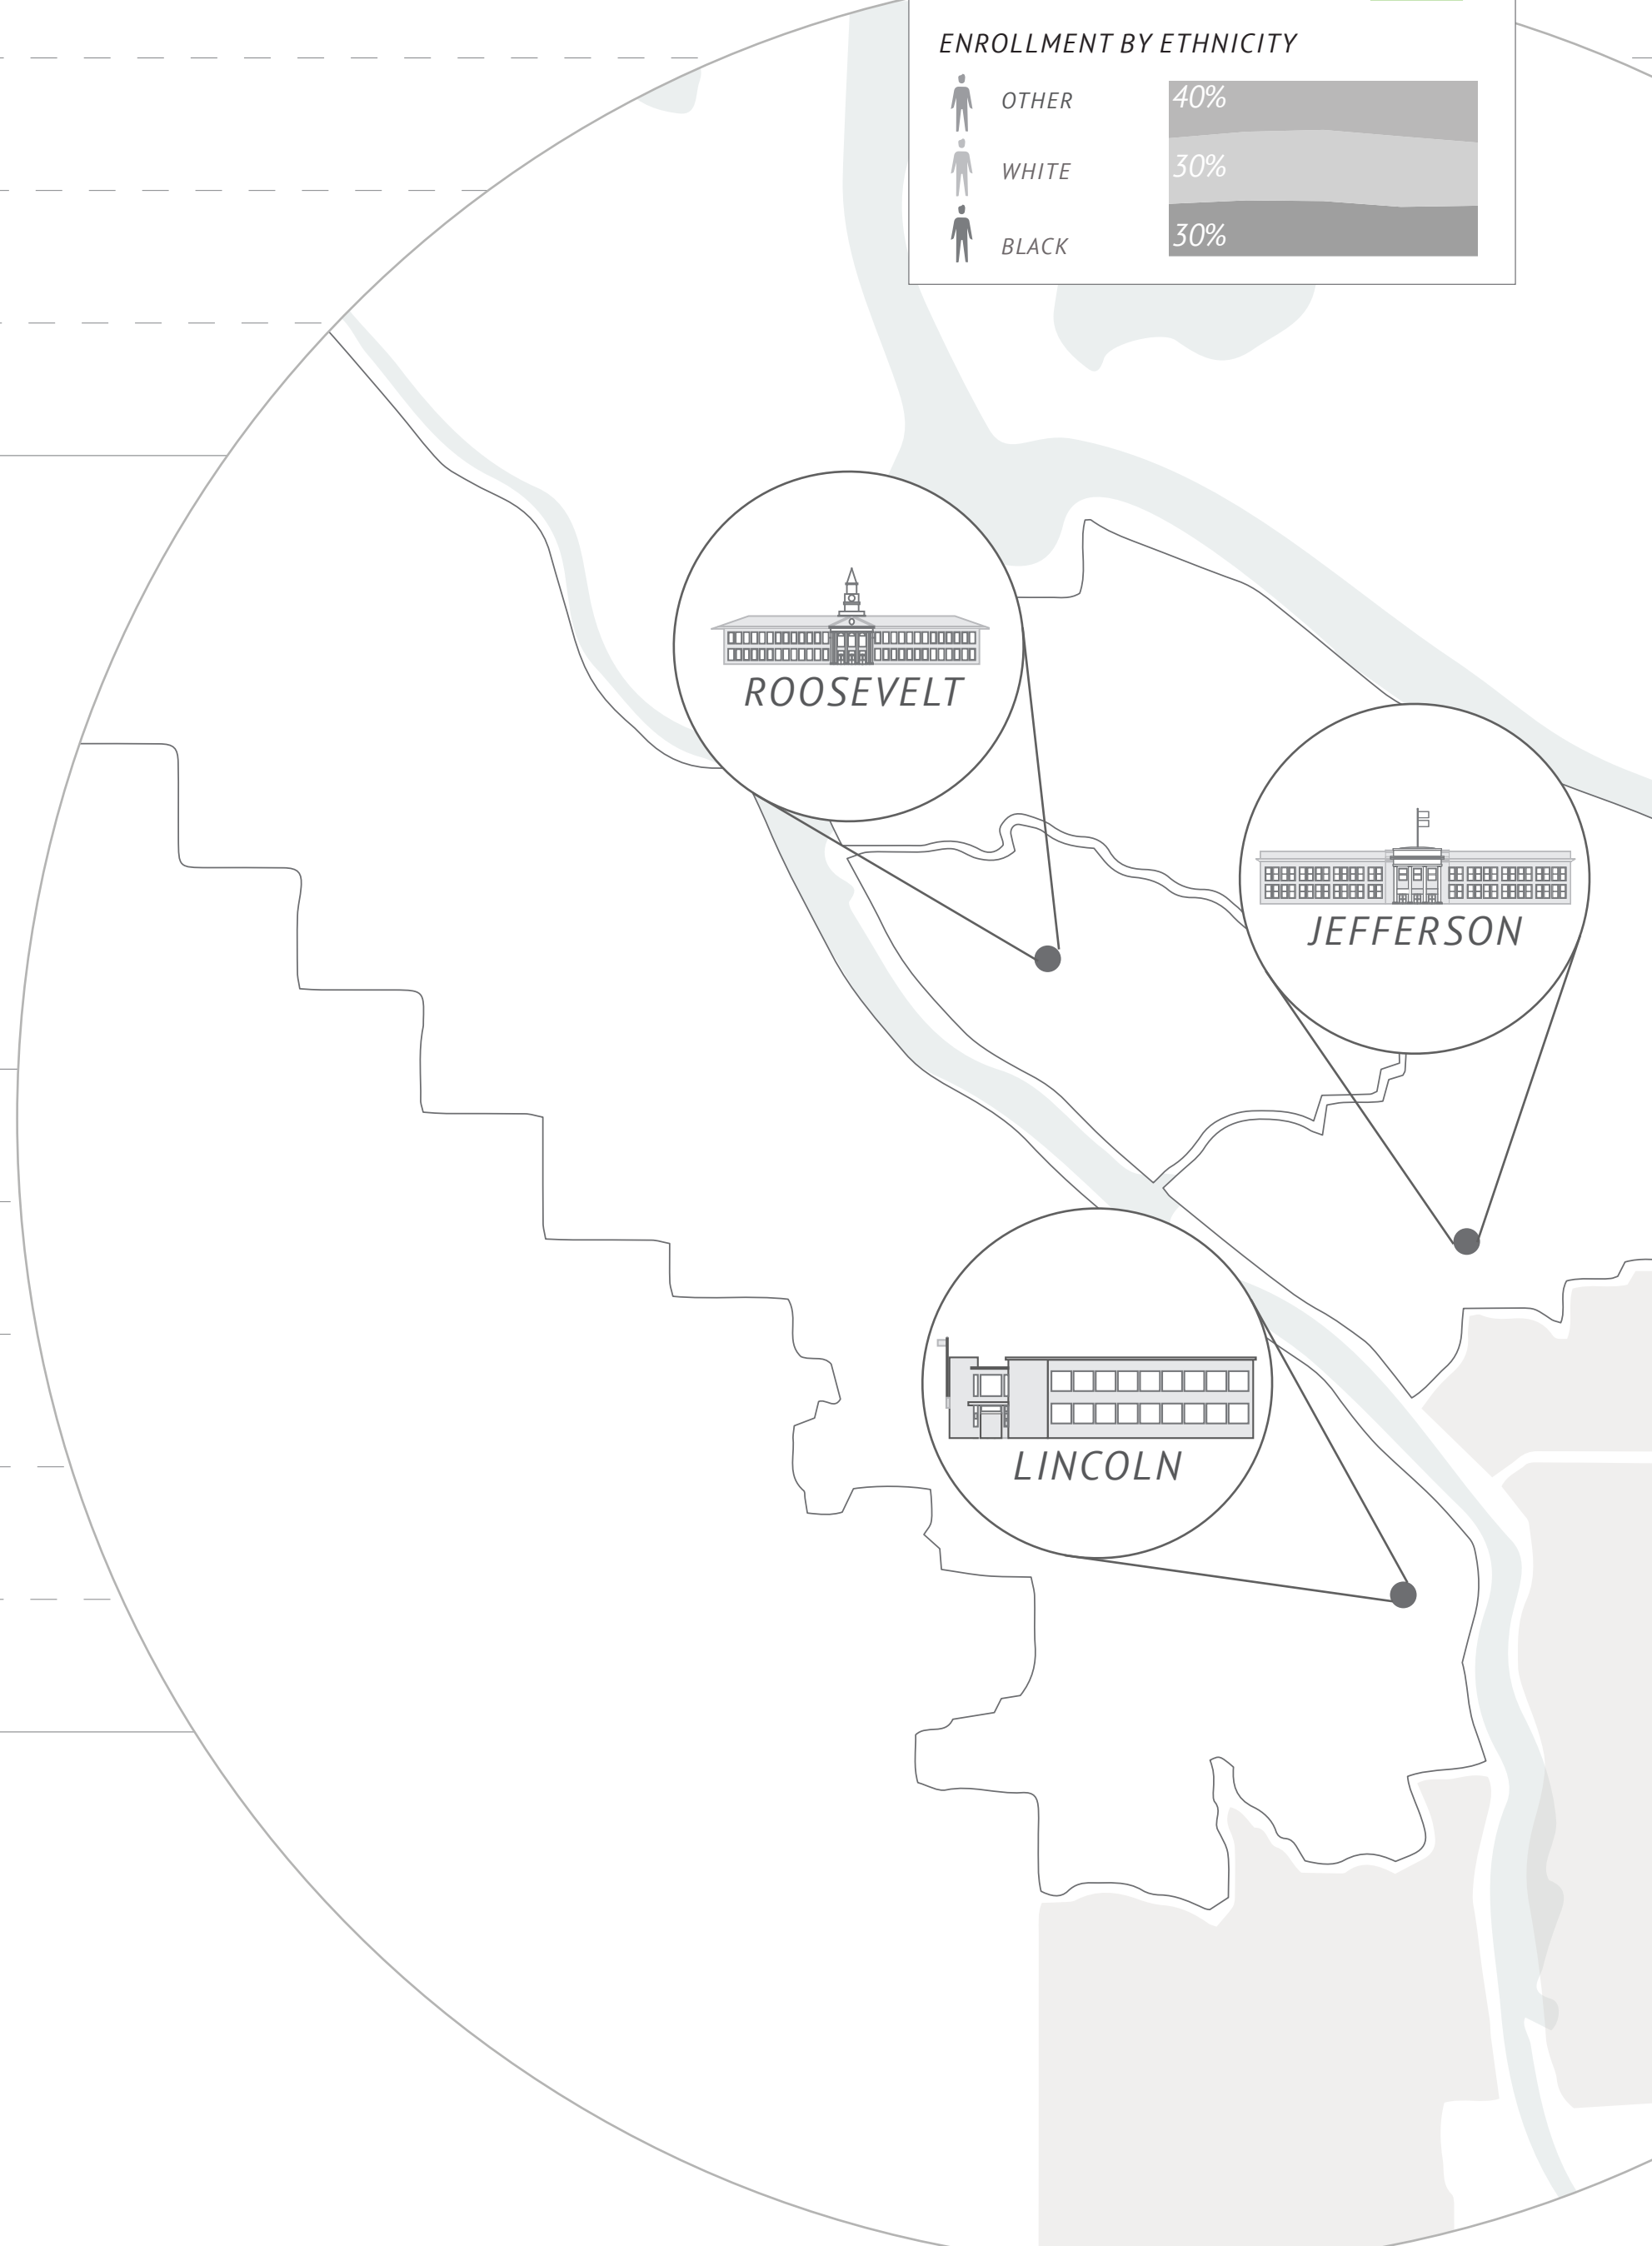 ENROLLMENT BY ETHNICITY
OTHER
40%
WHITE
30%
BLACK
30%
ROOSEVELT
JEFFERSON
LINCOLN